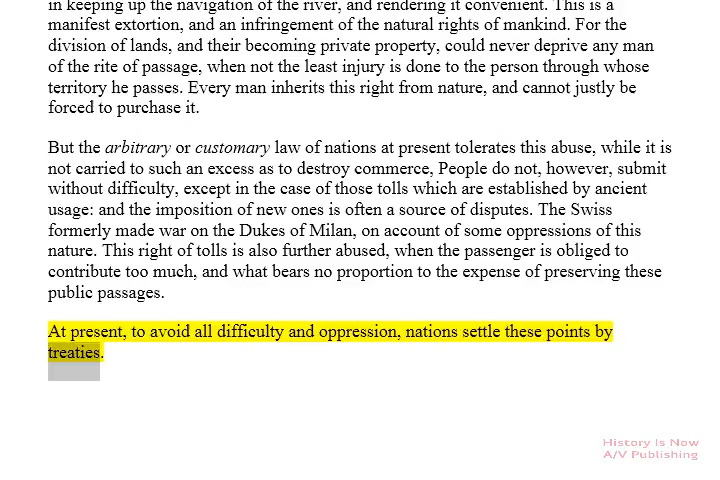 in keeping up the navigation of the river, and rendering it convenient. This is a
manifest extortion, and an infringement of the natural rights of mankind. For the
division of lands, and their becoming private property, could never deprive any man
of the rite of passage, when not the least injury is done to the person through whose
territory he passes. Every man inherits this right from nature, and cannot justly be
forced to purchase it.
But the arbitrary or customary law of nations at present tolerates this abuse, while it is
not carried to such an excess as to destroy commerce, People do not, however, submit
without difficulty, except in the case of those tolls which are established by ancient
usage: and the imposition of new ones is often a source of disputes. The Swiss
formerly made war on the Dukes of Milan, on account of some oppressions of this
nature. This right of tolls is also further abused, when the passenger is obliged to
contribute too much, and what bears no proportion to the expense of preserving these
public passages.
At present, to avoid all difficulty and oppression, nations settle these points by
treaties.
History Is Now
A/V Publishing